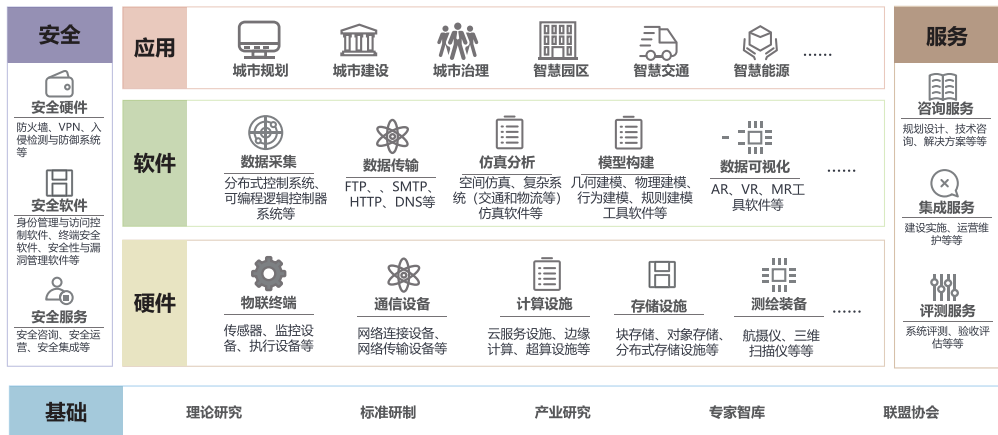 安全
安全硬件
防火墙、VPN、入
侵检测与防御系统
等
安全软件
身份管理与访问控
制软件、终端安全
软件、安全性与漏
洞管理软件等
安全服务
安全咨询、安全运
营、安全集成等
应用
城市规划
城市建设
城市治理
智慧园区
智慧交通
智慧能源
……
软件
数据采集
分布式控制系统、
可编程逻辑控制器
系统等
数据传输
FTP、、SMTP、
HTTP、DNS等
仿真分析
空间仿真、复杂系
统（交通和物流等）
仿真软件等
模型构建
几何建模、物理建模、
行为建模、规则建模
工具软件等
数据可视化
AR、VR、MR工
具软件等
……
硬件
物联终端
传感器、监控设
备、执行设备等
通信设备
网络连接设备、
网络传输设备等
计算设施
云服务设施、边缘
计算、超算设施等
存储设施
块存储、对象存储、
分布式存储设施等
测绘装备
航摄仪、三维
扫描仪等等
……
服务
咨询服务
规划设计、技术咨
询、解决方案等等
集成服务
建设实施、运营维
护等等
评测服务
系统评测、验收评
估等等
基础
理论研究
标准研制
产业研究
专家智库
联盟协会